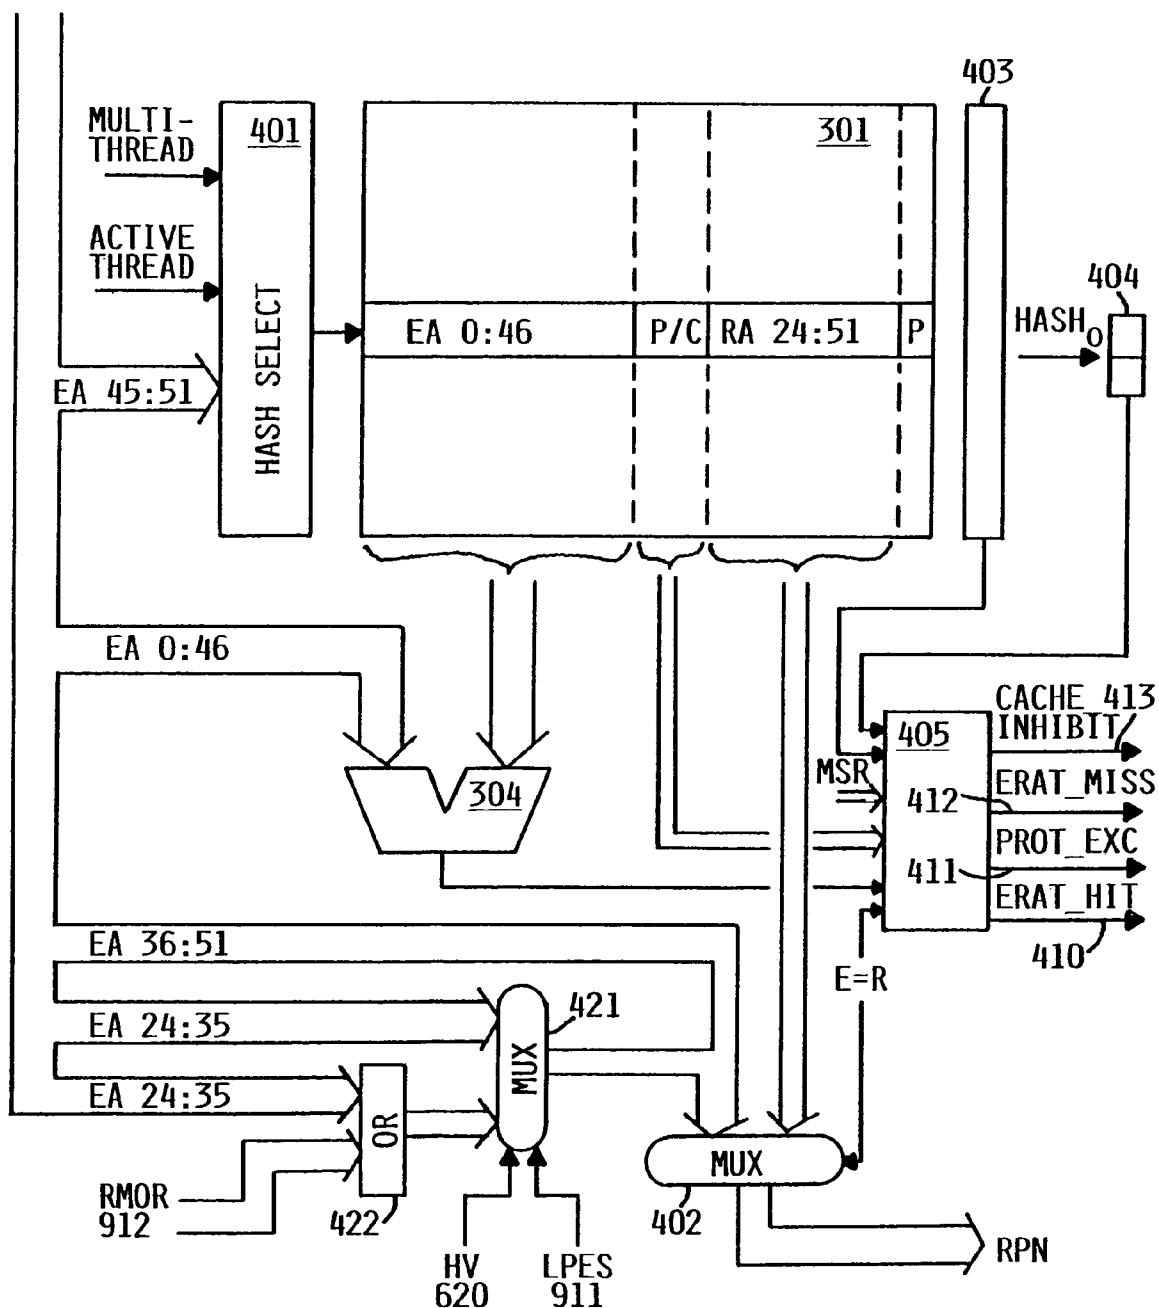 403
MULTI-
THREAD
401
301
ACTIVE
THREAD
404
HASH SELECT
EA 0:46
P/C
RA 24:51
P
HASH0
EA 45:51
EA 0:46
CACHE 413
INHIBIT
405
MSR
304
ERAT_MISS
412
PROT_EXC
411
ERAT_HIT
410
EA 36:51
E=R
421
EA 24:35
MUX
EA 24:35
OR
MUX
RMOR
912
422
402
RPN
HV
620
LPES
911